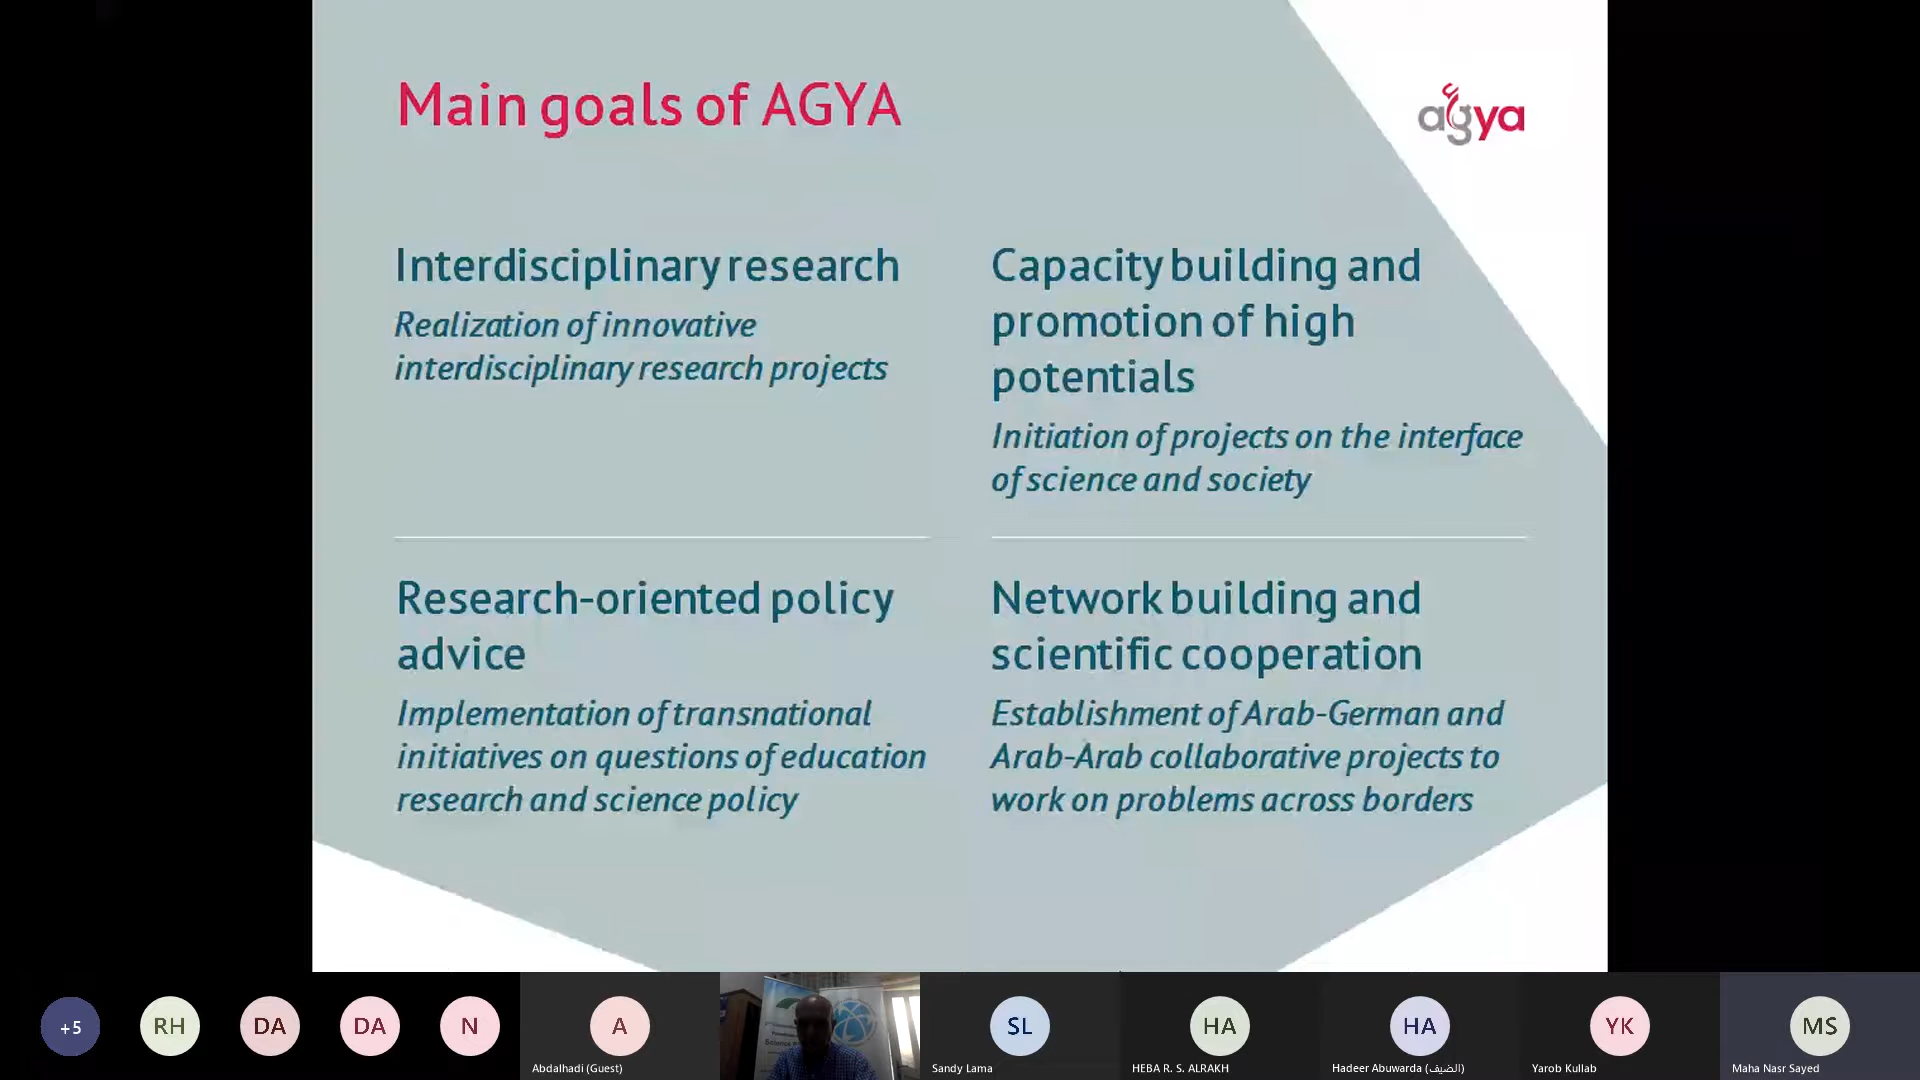 Main goals of AGYA
agya
Interdisciplinary research
Realization of innovative
interdisciplinary research projects
Capacity building and
promotion of high
potentials
Initiation of projects on the interface
of science and society
Research-oriented policy
advice
Implementation of transnational
initiatives on questions of education
research and science policy
Network building and
scientific cooperation
Establishment of Arab-German and
Arab-Arab collaborative projects to
work on problems across borders
+5
RH
DA
DA
N
A
Abdalhadi (Guest)
SL
Sandy Lama
HA
HEBA R. S. ALRAKH
HA
Hadeer Abuwarda (الضيف)
YK
Yarob Kullab
MS
Maha Nasr Sayed